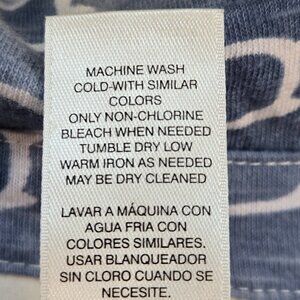 MACHINE WASH
COLD-WITH SIMILAR
COLORS
ONLY NON-CHLORINE
BLEACH WHEN NEEDED
TUMBLE DRY LOW
WARM IRON AS NEEDED
MAY BE DRY CLEANED
LAVAR A MÁQUINA CON
AGUA FRIA CON
COLORES SIMILARES.
USAR BLANQUEADOR
SIN CLORO CUANDO SE
NECESITE.